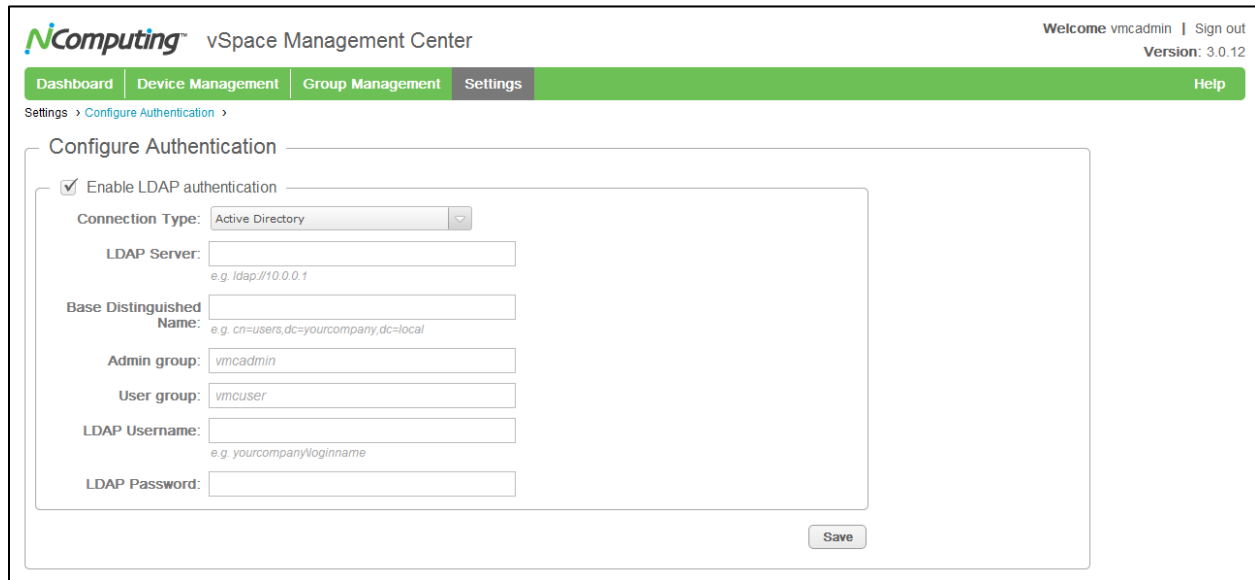 NComputing™ vSpace Management Center
Welcome vmcadmin | Sign out
Version: 3.0.12
Dashboard Device Management Group Management Settings Help
Settings › Configure Authentication ›
Configure Authentication
Enable LDAP authentication
Connection Type: Active Directory
LDAP Server:
e.g. ldap://10.0.0.1
Base Distinguished
Name:
e.g. cn=users,dc=yourcompany,dc=local
Admin group: vmcadmin
User group: vmcuser
LDAP Username:
e.g. yourcompany\loginname
LDAP Password:
Save